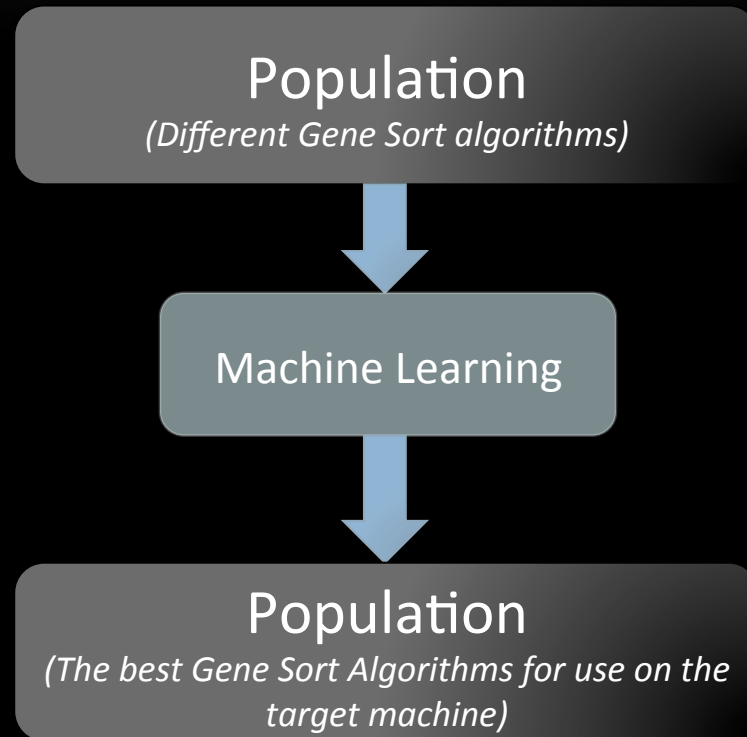 Population
(Different Gene Sort algorithms)
Machine Learning
Population
(The best Gene Sort Algorithms for use on the
target machine)